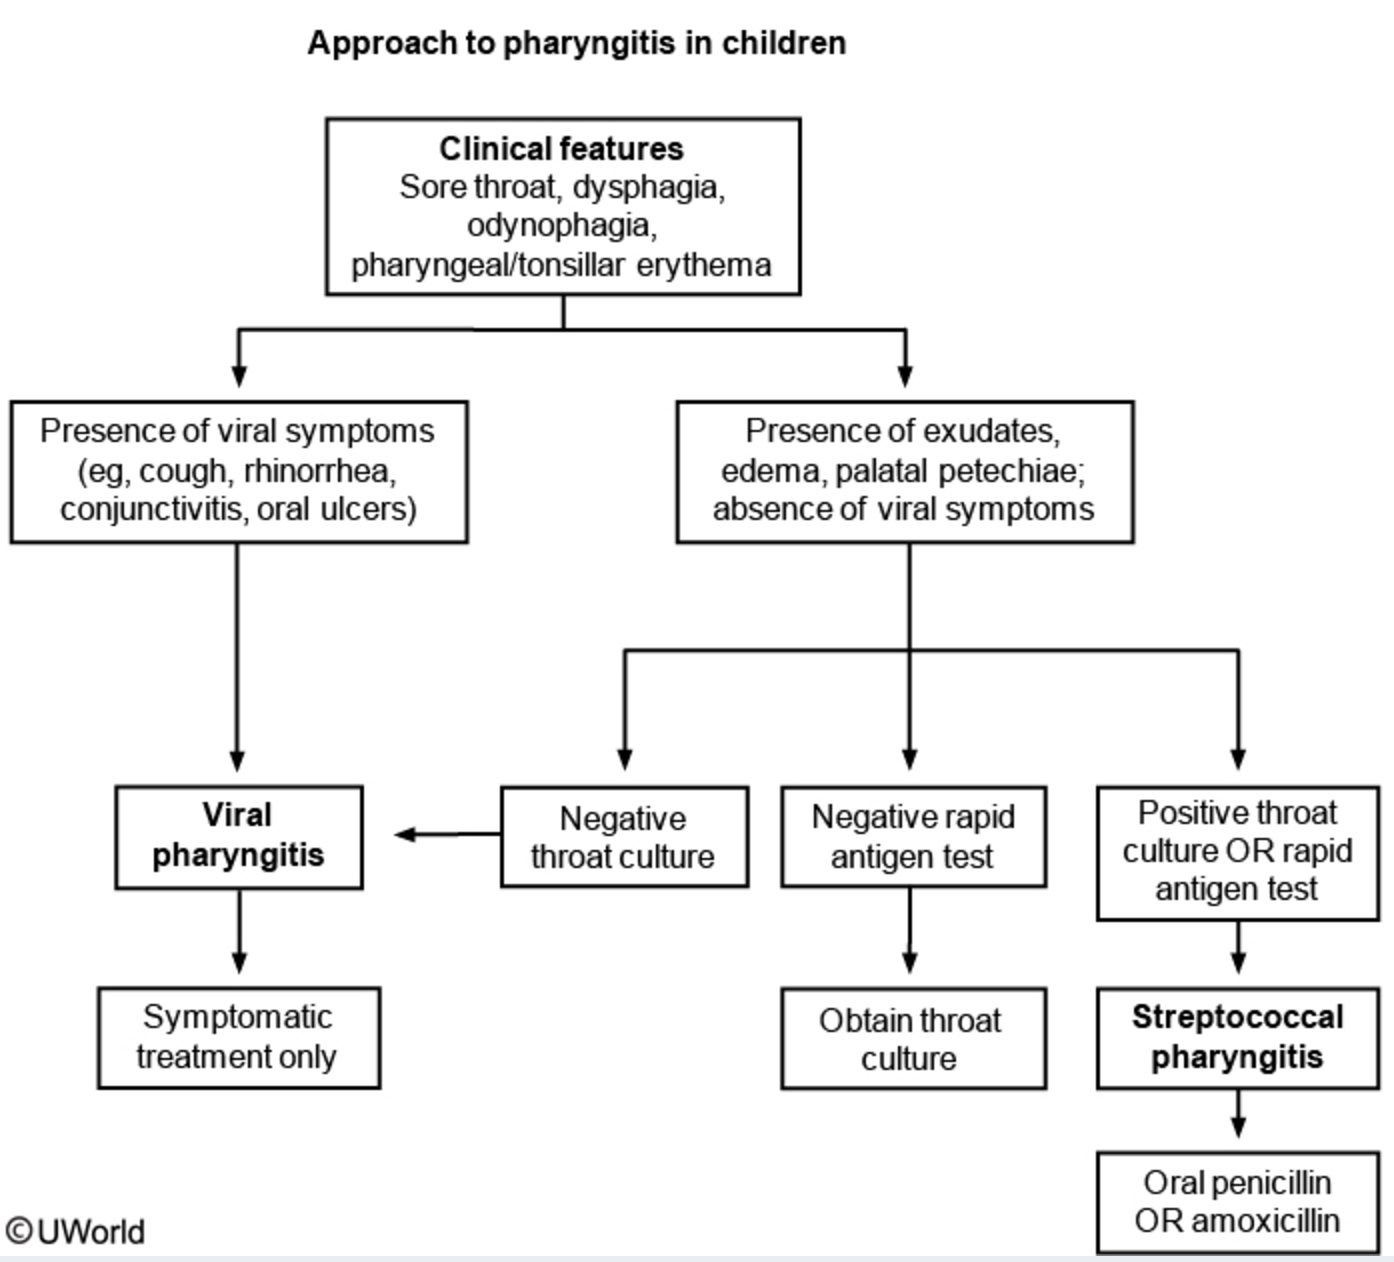 Approach to pharyngitis in children
Clinical features
Sore throat, dysphagia,
odynophagia,
pharyngeal/tonsillar erythema
Presence of viral symptoms
(eg, cough, rhinorrhea,
conjunctivitis, oral ulcers)
Presence of exudates,
edema, palatal petechiae;
absence of viral symptoms
Viral
pharyngitis
Negative
throat culture
Negative rapid
antigen test
Positive throat
culture OR rapid
antigen test
Symptomatic
treatment only
Obtain throat
culture
Streptococcal
pharyngitis
Oral penicillin
OR amoxicillin
©UWorld